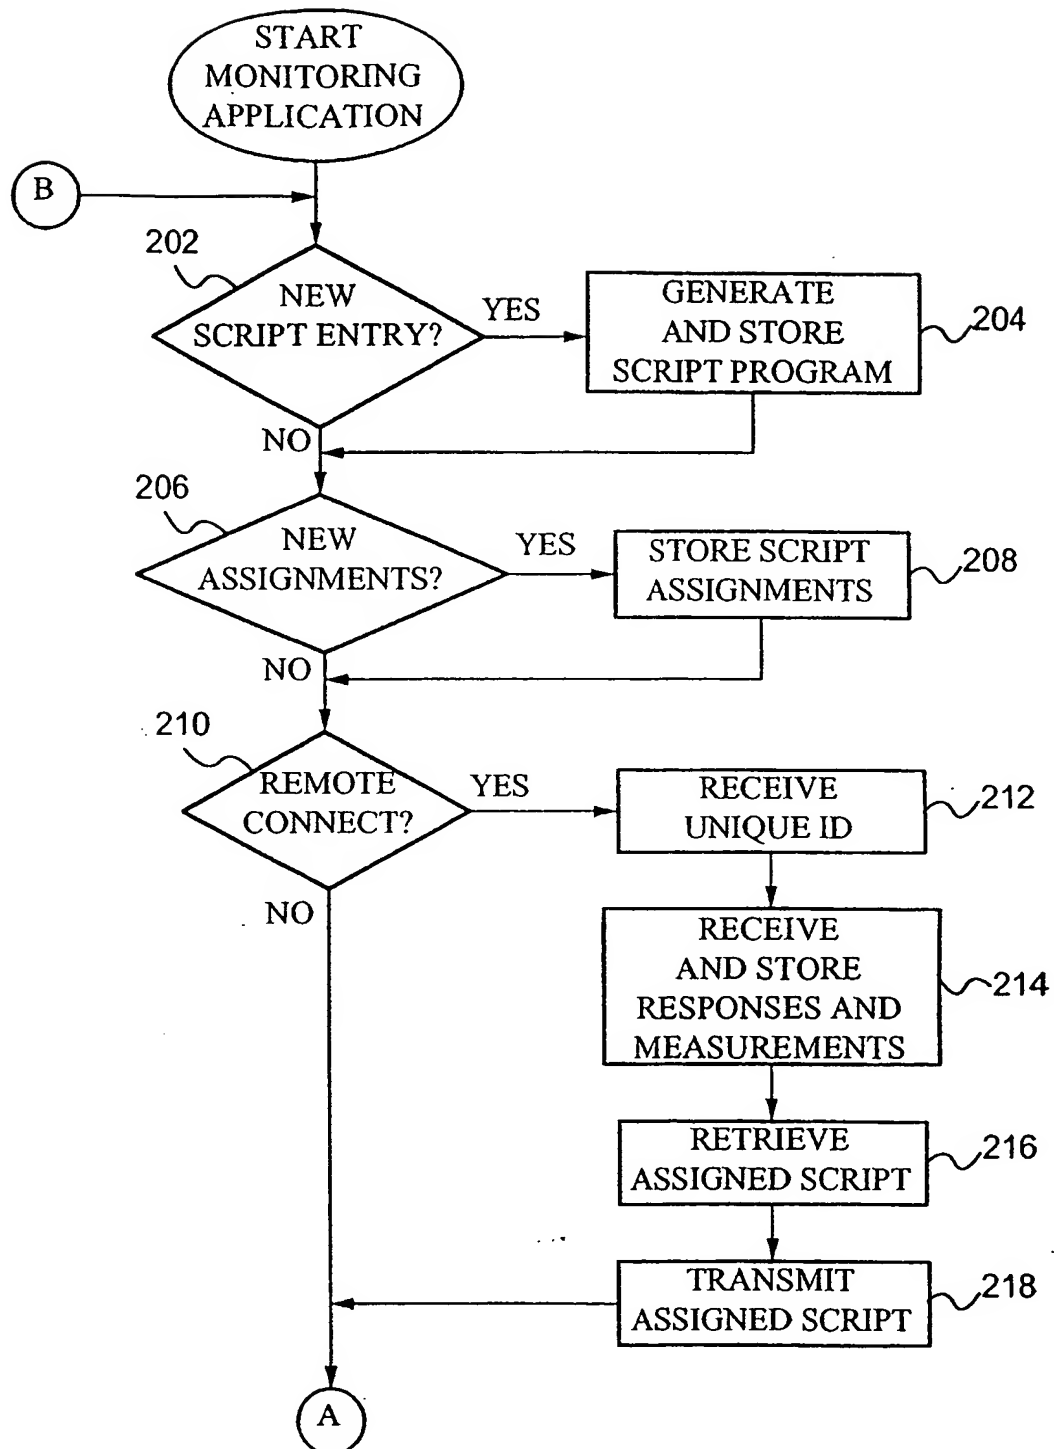 START
MONITORING
APPLICATION
B
202
NEW
SCRIPT ENTRY?
YES
GENERATE
AND STORE
SCRIPT PROGRAM
204
NO
206
NEW
ASSIGNMENTS?
YES
STORE SCRIPT
ASSIGNMENTS
208
NO
210
REMOTE
CONNECT?
YES
RECEIVE
UNIQUE ID
212
NO
RECEIVE
AND STORE
RESPONSES AND
MEASUREMENTS
214
RETRIEVE
ASSIGNED SCRIPT
216
TRANSMIT
ASSIGNED SCRIPT
218
A